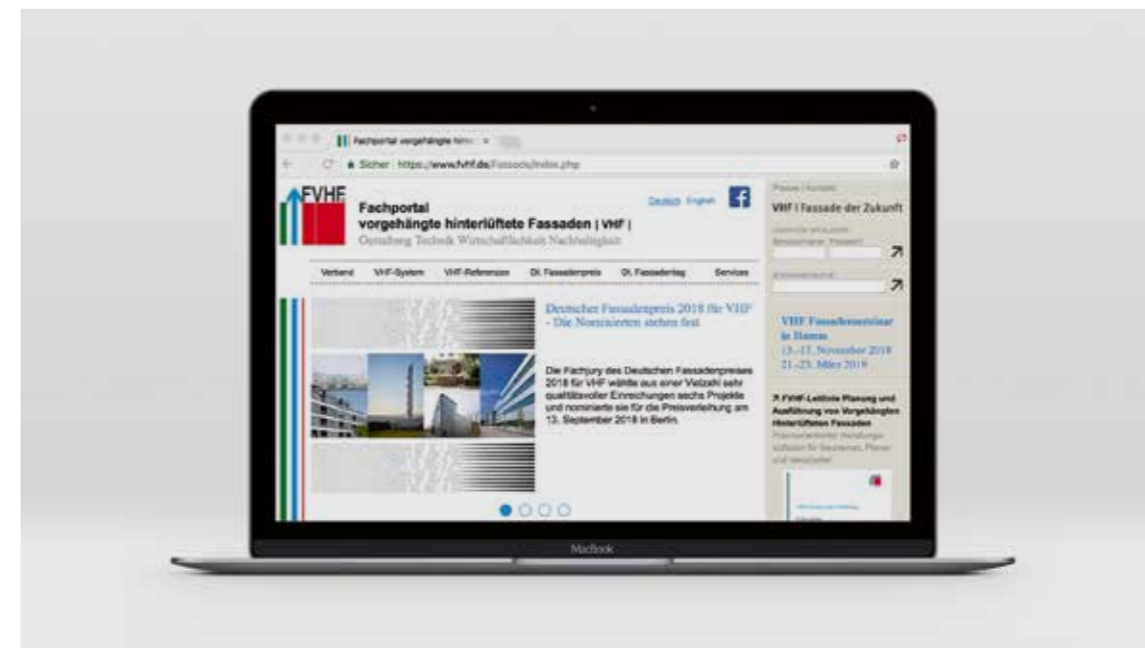 Fachportal vorgehängte hinte
Sicher https://www.fvhf.de/Fassade/index.php
FVHF
Fachportal
vorgehängte hinterlüftete Fassaden | VHF |
Gestaltung Technik Wirtschaftlichkeit Nachhaltigkeit
Deutsch English
f
Verband VHF-System VHF-Referenzen Dt. Fassadenpreis Dt. Fassadentag Services
Deutscher Fassadenpreis 2018 für VHF
- Die Nominierten stehen fest
Die Fachjury des Deutschen Fassadenpreises
2018 für VHF wählte aus einer Vielzahl sehr
qualitätsvoller Einreichungen sechs Projekte
und nominierte sie für die Preisverleihung am
13. September 2018 in Berlin.
Presse | Kontakt
VHF | Fassade der Zukunft
Benutzername Passwort
VHF Fassadenseminar
in Hamm
November 2018
21.-23. März 2019
FVHF-Leitlinie Planung und
Ausführung von Vorgehängten
Hinterlüfteten Fassaden
und
MacBook